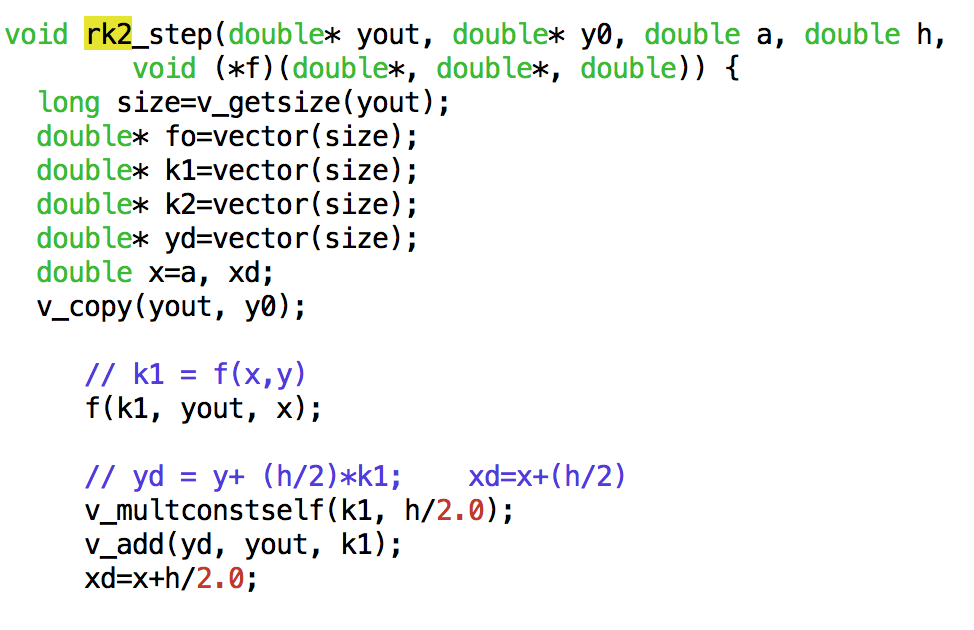 void rk2_step(double* yout, double* y0, double a, double h,
void (*f)(double*, double*, double)) {
long size=v_getsize(yout);
double* fo=vector(size);
double* k1=vector(size);
double* k2=vector(size);
double* yd=vector(size);
double x=a, xd;
v_copy(yout, y0);
// k1 = f(x,y)
f(k1, yout, x);
// yd = y+ (h/2)*k1;    xd=x+(h/2)
v_multconstself(k1, h/2.0);
v_add(yd, yout, k1);
xd=x+h/2.0;